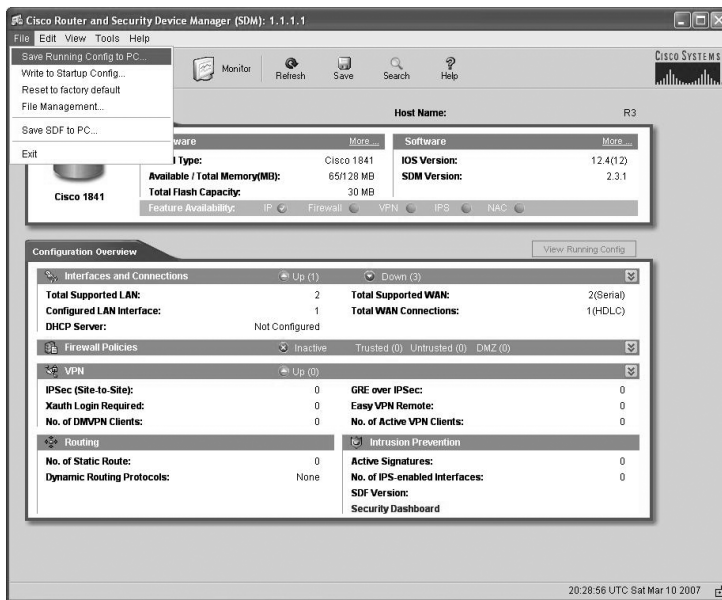 Cisco Router and Security Device Manager (SDM): 1.1.1.1
File Edit View Tools Help
Save Running Config to PC...
Write to Startup Config...
Reset to factory default
File Management...
Save SDF to PC...
Exit
Monitor
Refresh
Save
Search
Help
CISCO SYSTEMS
Host Name: R3
More ...
Software More ...
Type: Cisco 1841
Available / Total Memory(MB): 65/128 MB
Total Flash Capacity: 30 MB
IOS Version: 12.4(12)
SDM Version: 2.3.1
Cisco 1841
Feature Availability: IP Firewall VPN IPS NAC
Configuration Overview
View Running Config
Interfaces and Connections Up (1) Down (3)
Total Supported LAN: 2 Total Supported WAN: 2(Serial)
Configured LAN Interface: 1 Total WAN Connections: 1(HDLC)
DHCP Server: Not Configured
Firewall Policies Inactive Trusted (0) Untrusted (0) DMZ (0)
VPN Up (0)
IPSec (Site-to-Site): 0 GRE over IPSec: 0
Xauth Login Required: 0 Easy VPN Remote: 0
No. of DMVPN Clients: 0 No. of Active VPN Clients: 0
Routing
No. of Static Route: 0
Dynamic Routing Protocols: None
Intrusion Prevention
Active Signatures: 0
No. of IPS-enabled Interfaces: 0
SDF Version:
Security Dashboard
20:28:56 UTC Sat Mar 10 2007